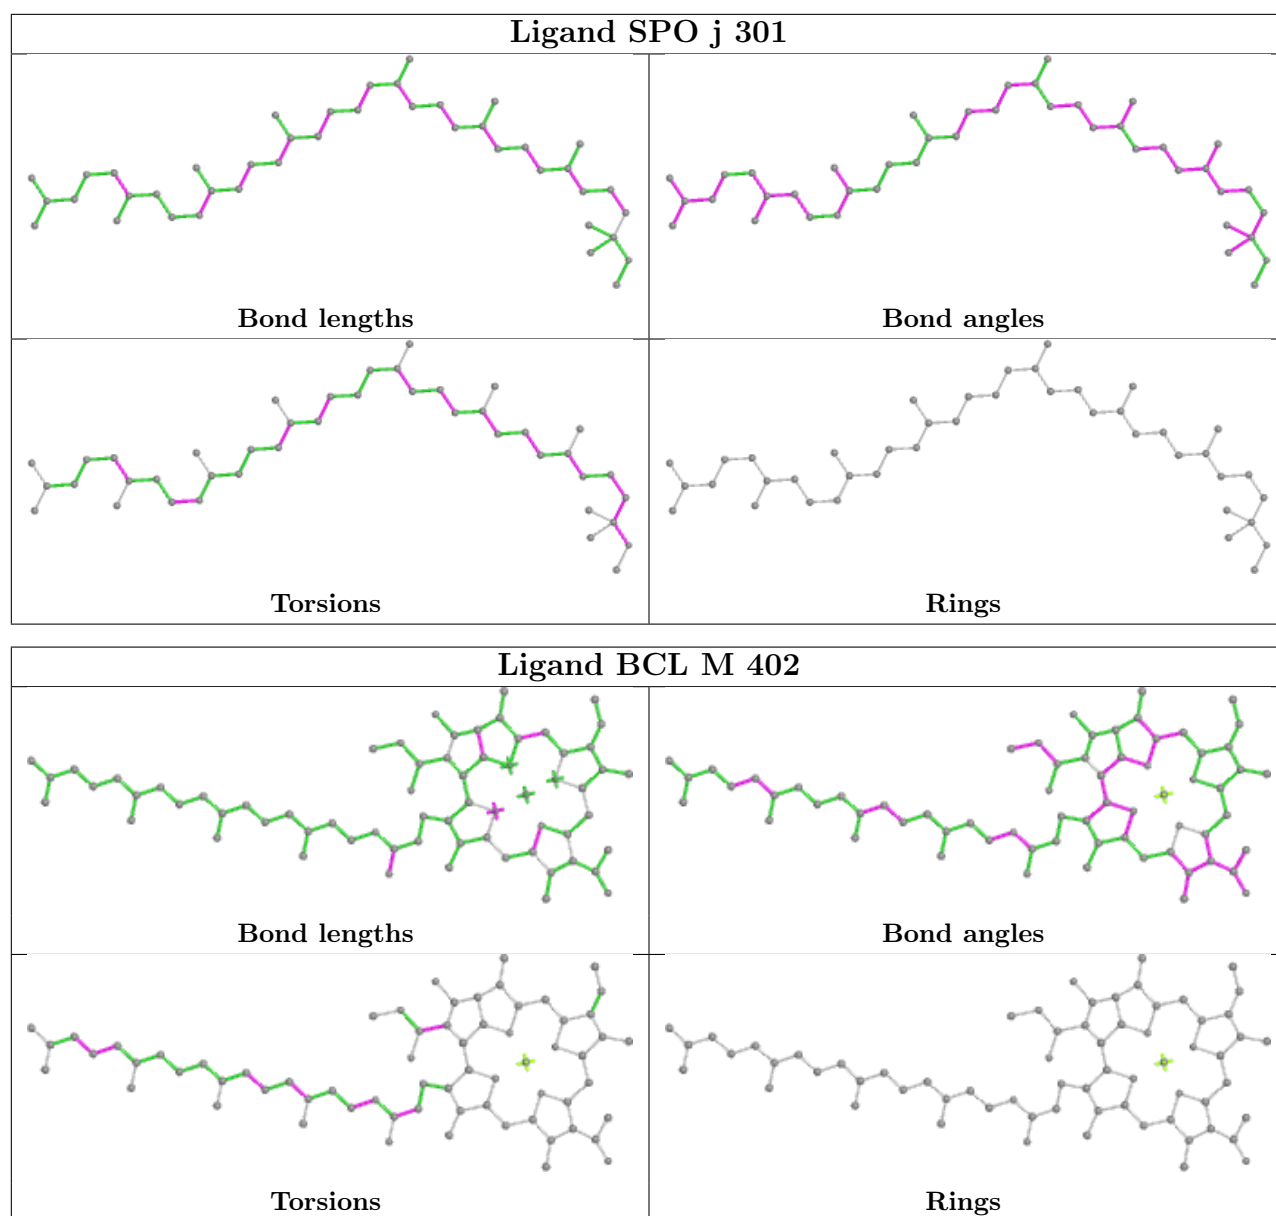 Ligand SPO j 301
Bond lengths
Bond angles
Torsions
Rings
Ligand BCL M 402
Bond lengths
Bond angles
Torsions
Rings